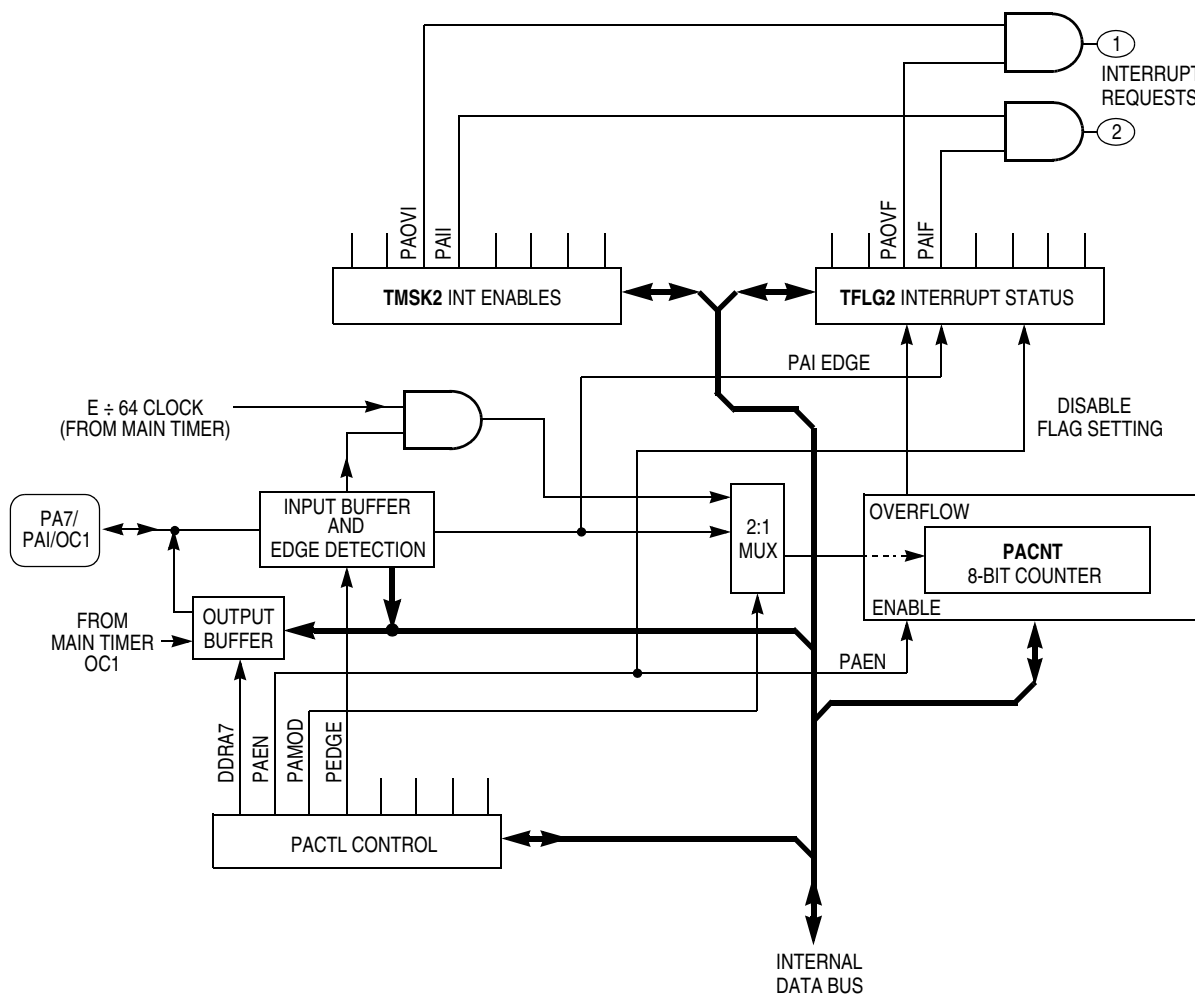 1
INTERRUPT
REQUESTS
2
PAOVI
PAII
PAOVF
PAIF
TMSK2 INT ENABLES
TFLG2 INTERRUPT STATUS
PAI EDGE
E ÷ 64 CLOCK
(FROM MAIN TIMER)
DISABLE
FLAG SETTING
PA7/
PAI/OC1
INPUT BUFFER
AND
EDGE DETECTION
2:1
MUX
OVERFLOW
PACNT
8-BIT COUNTER
ENABLE
FROM
MAIN TIMER
OC1
OUTPUT
BUFFER
PAEN
DDRA7
PAEN
PAMOD
PEDGE
PACTL CONTROL
INTERNAL
DATA BUS